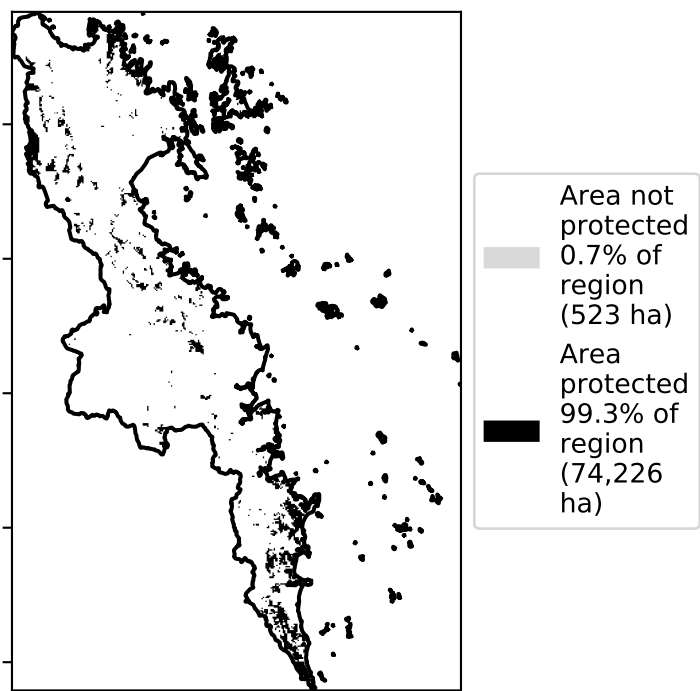 Area not
protected
0.7% of
region
(523 ha)
Area
protected
99.3% of
region
(74,226
ha)